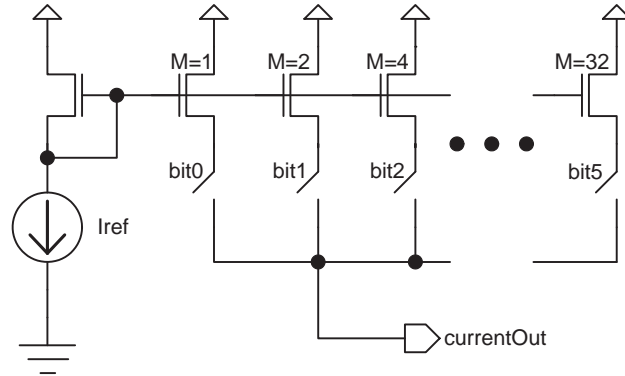 M=1
M=2
M=4
M=32
bit0
bit1
bit2
bit5
Iref
currentOut